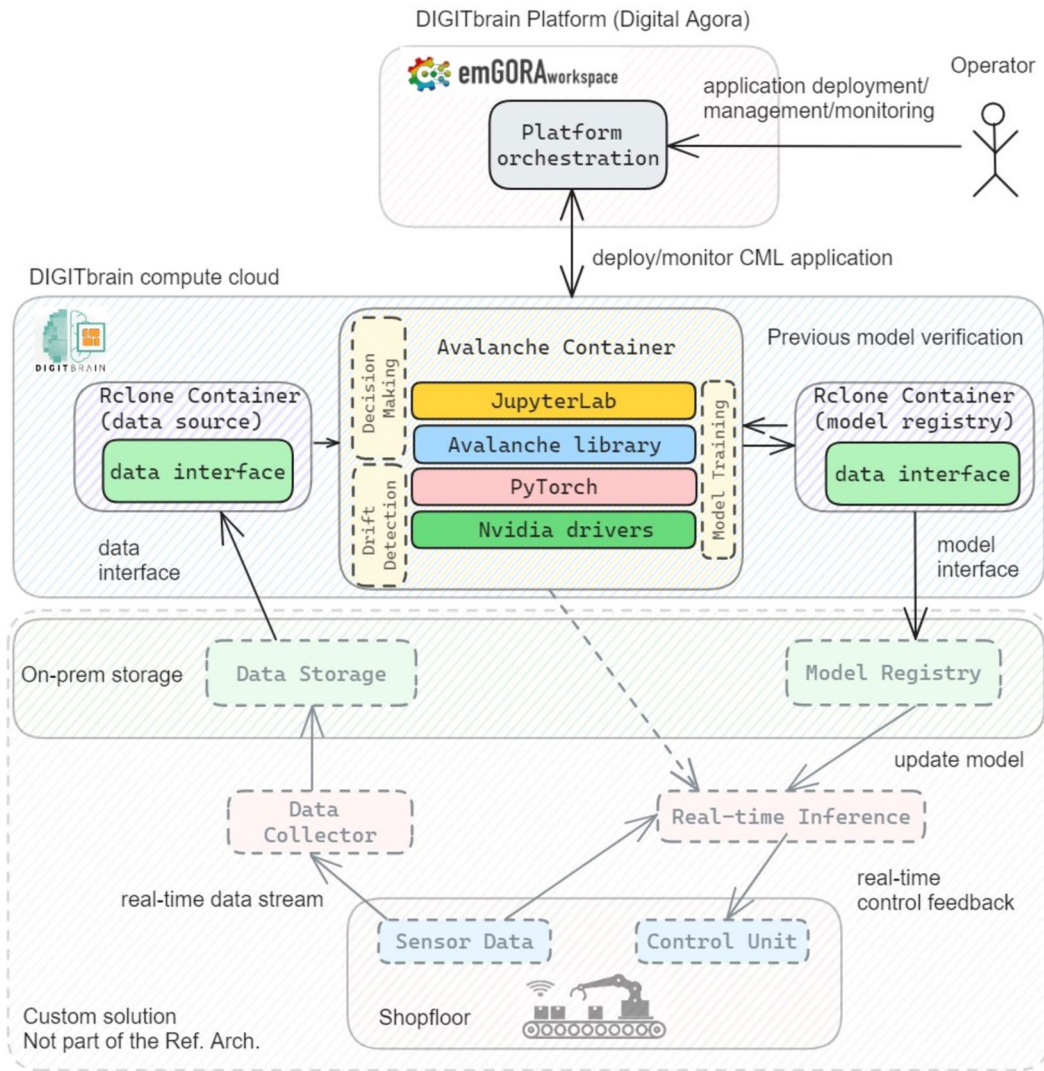 DIGITbrain Platform (Digital Agora)
emGORAworkspace
Operator
application deployment/
management/monitoring
Platform
orchestration
deploy/monitor CML application
DIGITbrain compute cloud
DIGITBRAIN
Decision
Making
Avalanche Container
Previous model verification
Rclone Container
(data source)
data interface
JupyterLab
Avalanche library
PyTorch
Nvidia drivers
Model Training
Rclone Container
(model registry)
data interface
Drift
Detection
data
interface
model
interface
On-prem storage
Data Storage
Model Registry
update model
Data
Collector
Real-time Inference
real-time data stream
real-time
control feedback
Sensor Data
Control Unit
Shopfloor
Custom solution
Not part of the Ref. Arch.